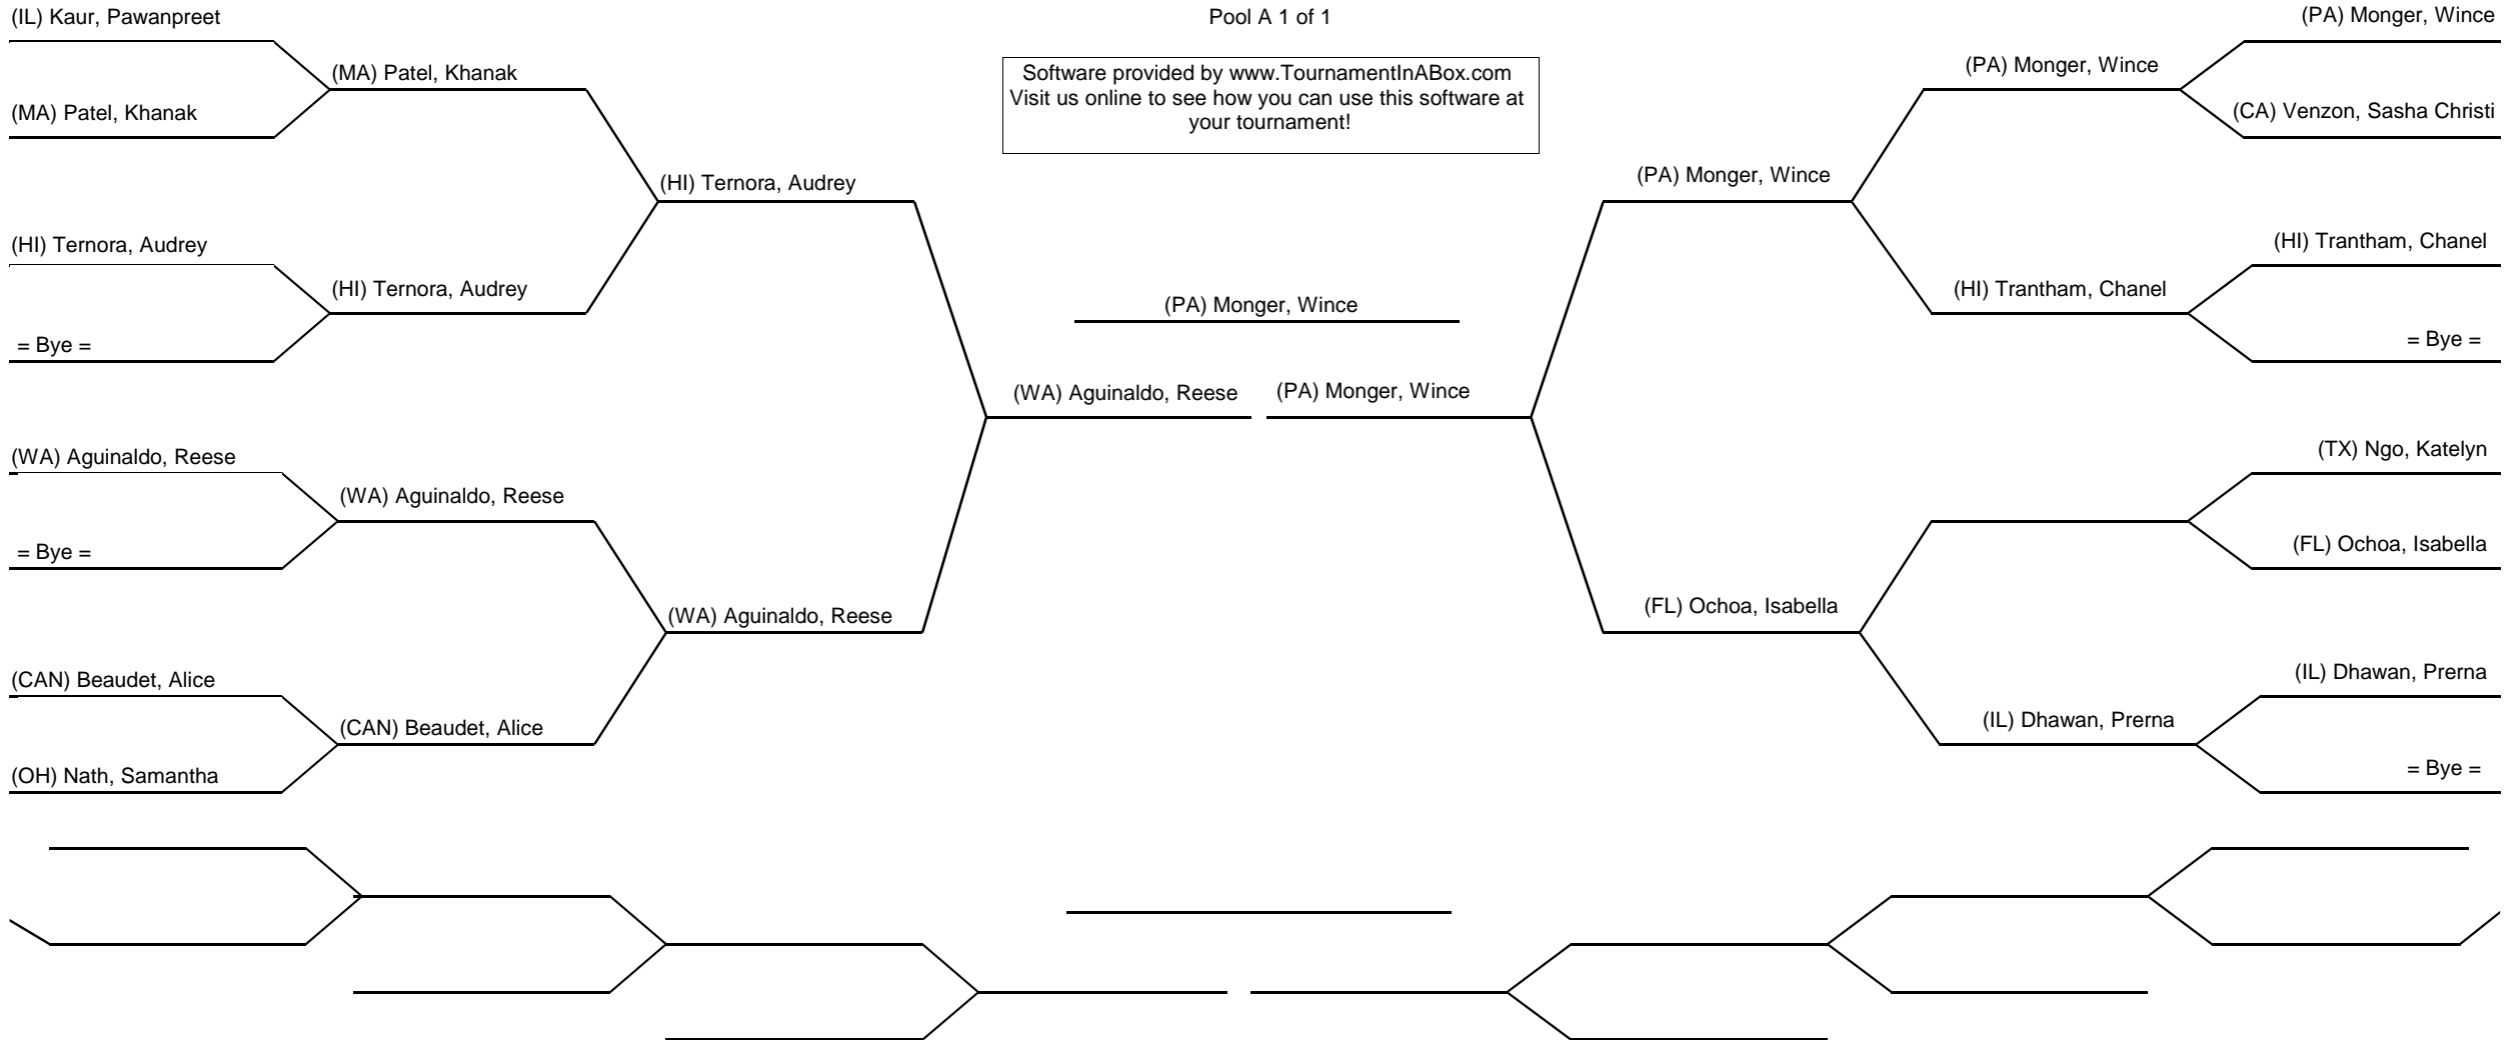 (IL) Kaur, Pawanpreet
(MA) Patel, Khanak
(HI) Ternora, Audrey
= Bye =
(WA) Aguinaldo, Reese
= Bye =
(CAN) Beaudet, Alice
(OH) Nath, Samantha
(MA) Patel, Khanak
(HI) Ternora, Audrey
(WA) Aguinaldo, Reese
(CAN) Beaudet, Alice
(HI) Ternora, Audrey
(WA) Aguinaldo, Reese
Pool A 1 of 1
Software provided by www.TournamentInABox.com
Visit us online to see how you can use this software at
your tournament!
(PA) Monger, Wince
(WA) Aguinaldo, Reese
(PA) Monger, Wince
(PA) Monger, Wince
(FL) Ochoa, Isabella
(PA) Monger, Wince
(HI) Trantham, Chanel
(IL) Dhawan, Prerna
(PA) Monger, Wince
(CA) Venzon, Sasha Christi
(HI) Trantham, Chanel
= Bye =
(TX) Ngo, Katelyn
(FL) Ochoa, Isabella
(IL) Dhawan, Prerna
= Bye =